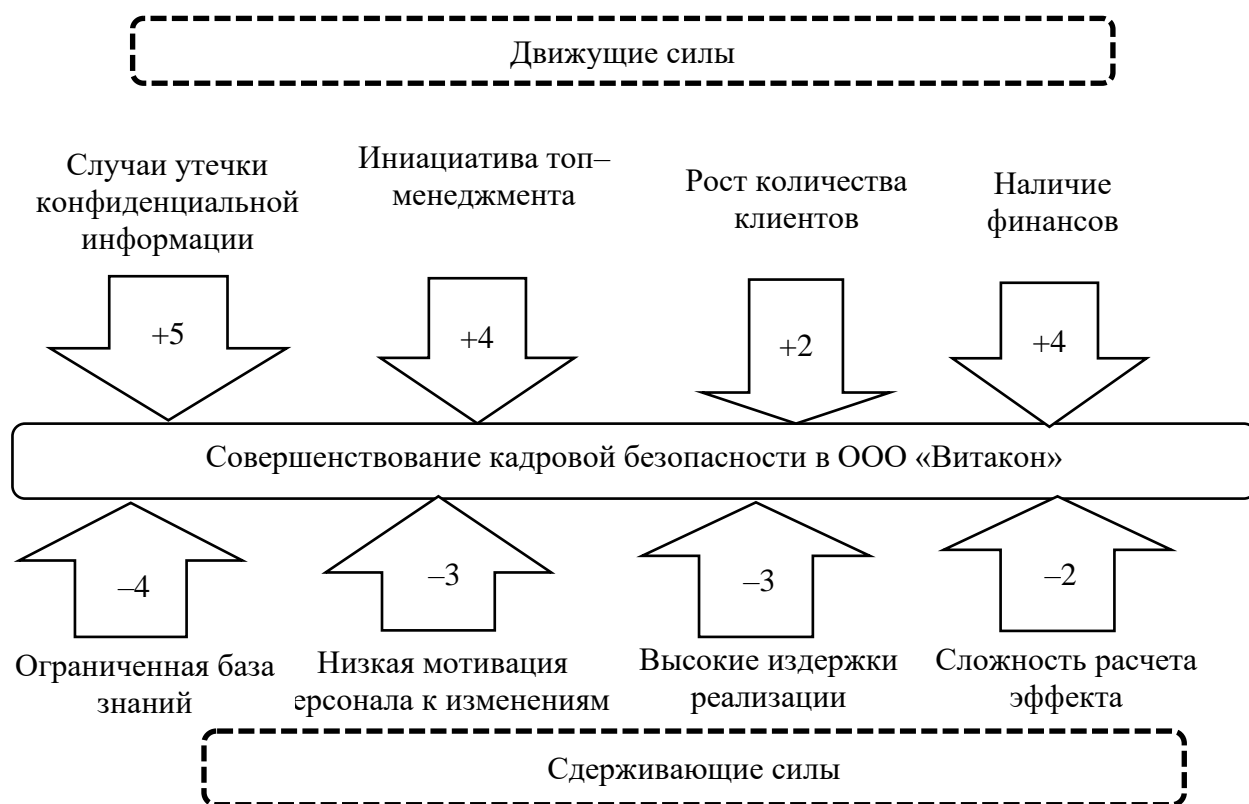 Движущие силы
Случаи утечки
конфиденциальной
информации
Иниациатива топ–
менеджмента
Рост количества
клиентов
Наличие
финансов
+5
+4
+2
+4
Совершенствование кадровой безопасности в ООО «Витакон»
–4
–3
–3
–2
Ограниченная база
знаний
Низкая мотивация
ерсонала к изменениям
Высокие издержки
реализации
Сложность расчета
эффекта
Сдерживающие силы